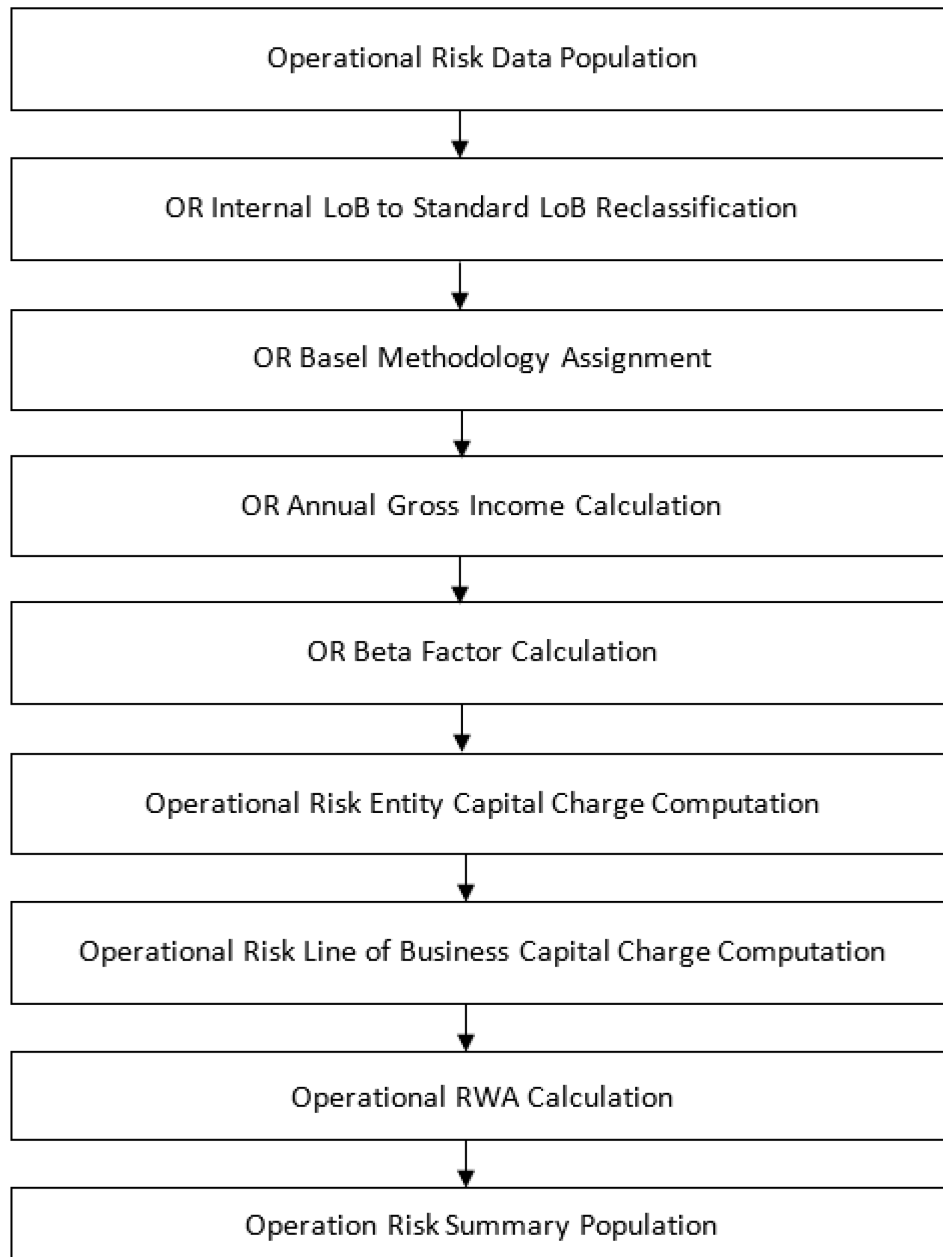 Operational Risk Data Population
OR Internal LoB to Standard LoB Reclassification
OR Basel Methodology Assignment
OR Annual Gross Income Calculation
OR Beta Factor Calculation
Operational Risk Entity Capital Charge Computation
Operational Risk Line of Business Capital Charge Computation
Operational RWA Calculation
Operation Risk Summary Population